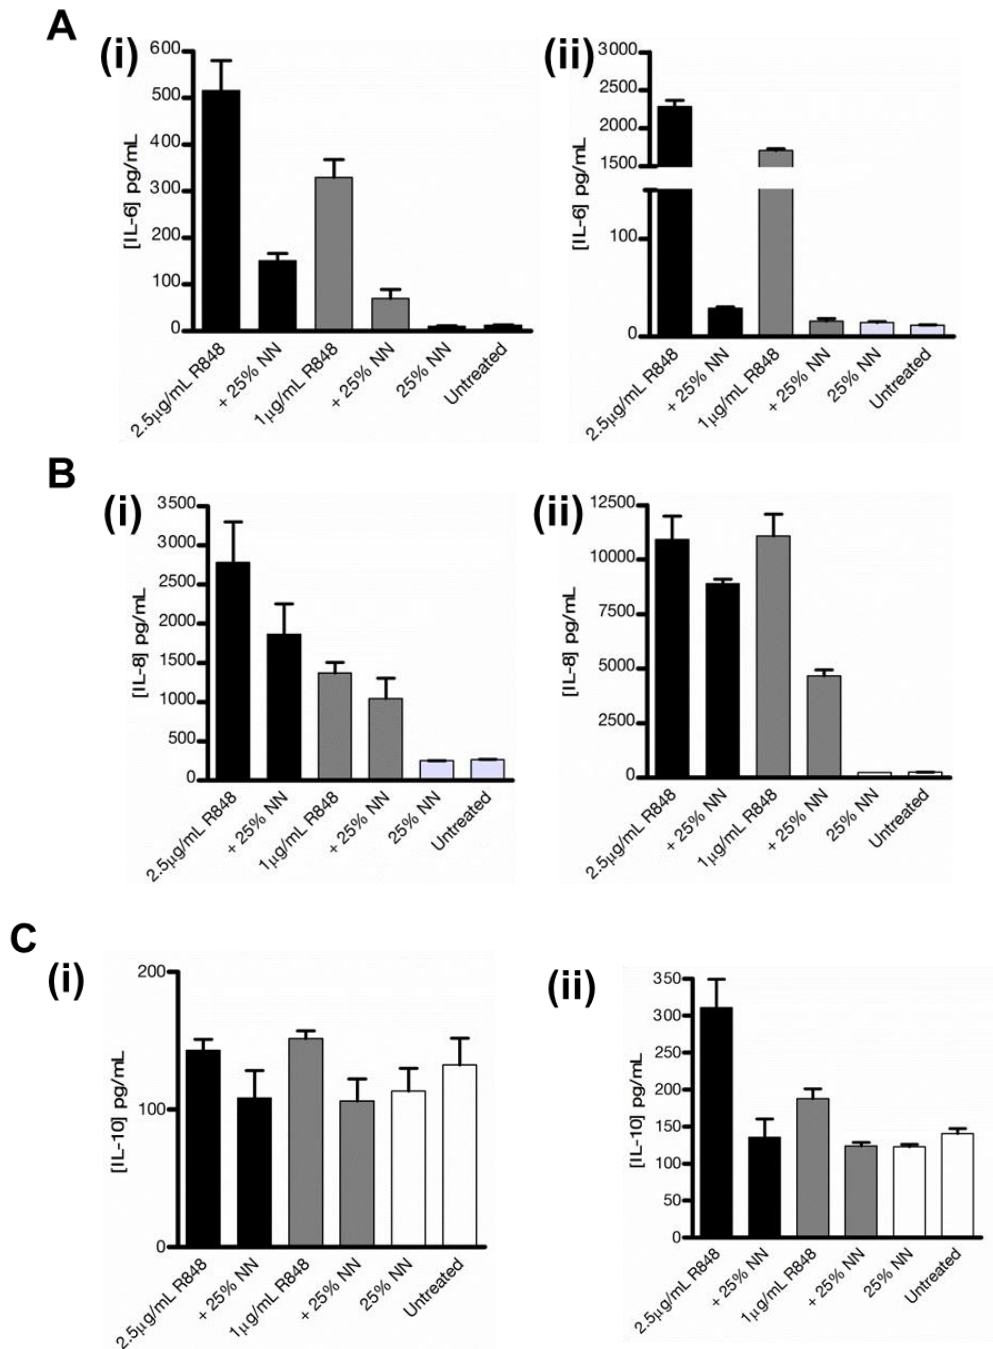 A
(i)
600
500
400
300
200
100
0
[IL-6] pg/mL
2.5µg/mL R848
+ 25% NN
1µg/mL R848
+ 25% NN
25% NN
Untreated
(ii)
3000
2500
2000
1500
100
0
[IL-6] pg/mL
2.5µg/mL R848
+ 25% NN
1µg/mL R848
+ 25% NN
25% NN
Untreated
B
(i)
3500
3000
2500
2000
1500
1000
500
0
[IL-8] pg/mL
2.5µg/mL R848
+ 25% NN
1µg/mL R848
+ 25% NN
25% NN
Untreated
(ii)
12500
10000
7500
5000
2500
0
[IL-8] pg/mL
2.5µg/mL R848
+ 25% NN
1µg/mL R848
+ 25% NN
25% NN
Untreated
C
(i)
200
100
0
[IL-10] pg/mL
2.5µg/mL R848
+ 25% NN
1µg/mL R848
+ 25% NN
25% NN
Untreated
(ii)
350
300
250
200
150
100
50
0
[IL-10] pg/mL
2.5µg/mL R848
+ 25% NN
1µg/mL R848
+ 25% NN
25% NN
Untreated